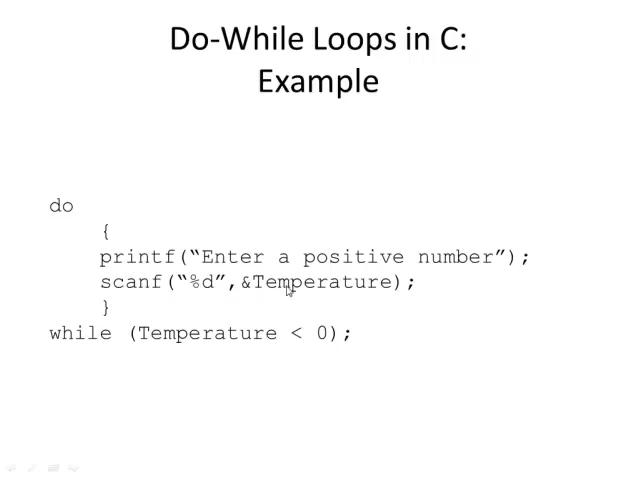 Do-While Loops in C:
Example
do
{
printf(“Enter a positive number”);
scanf(“%d”,&Temperature);
}
while (Temperature < 0);